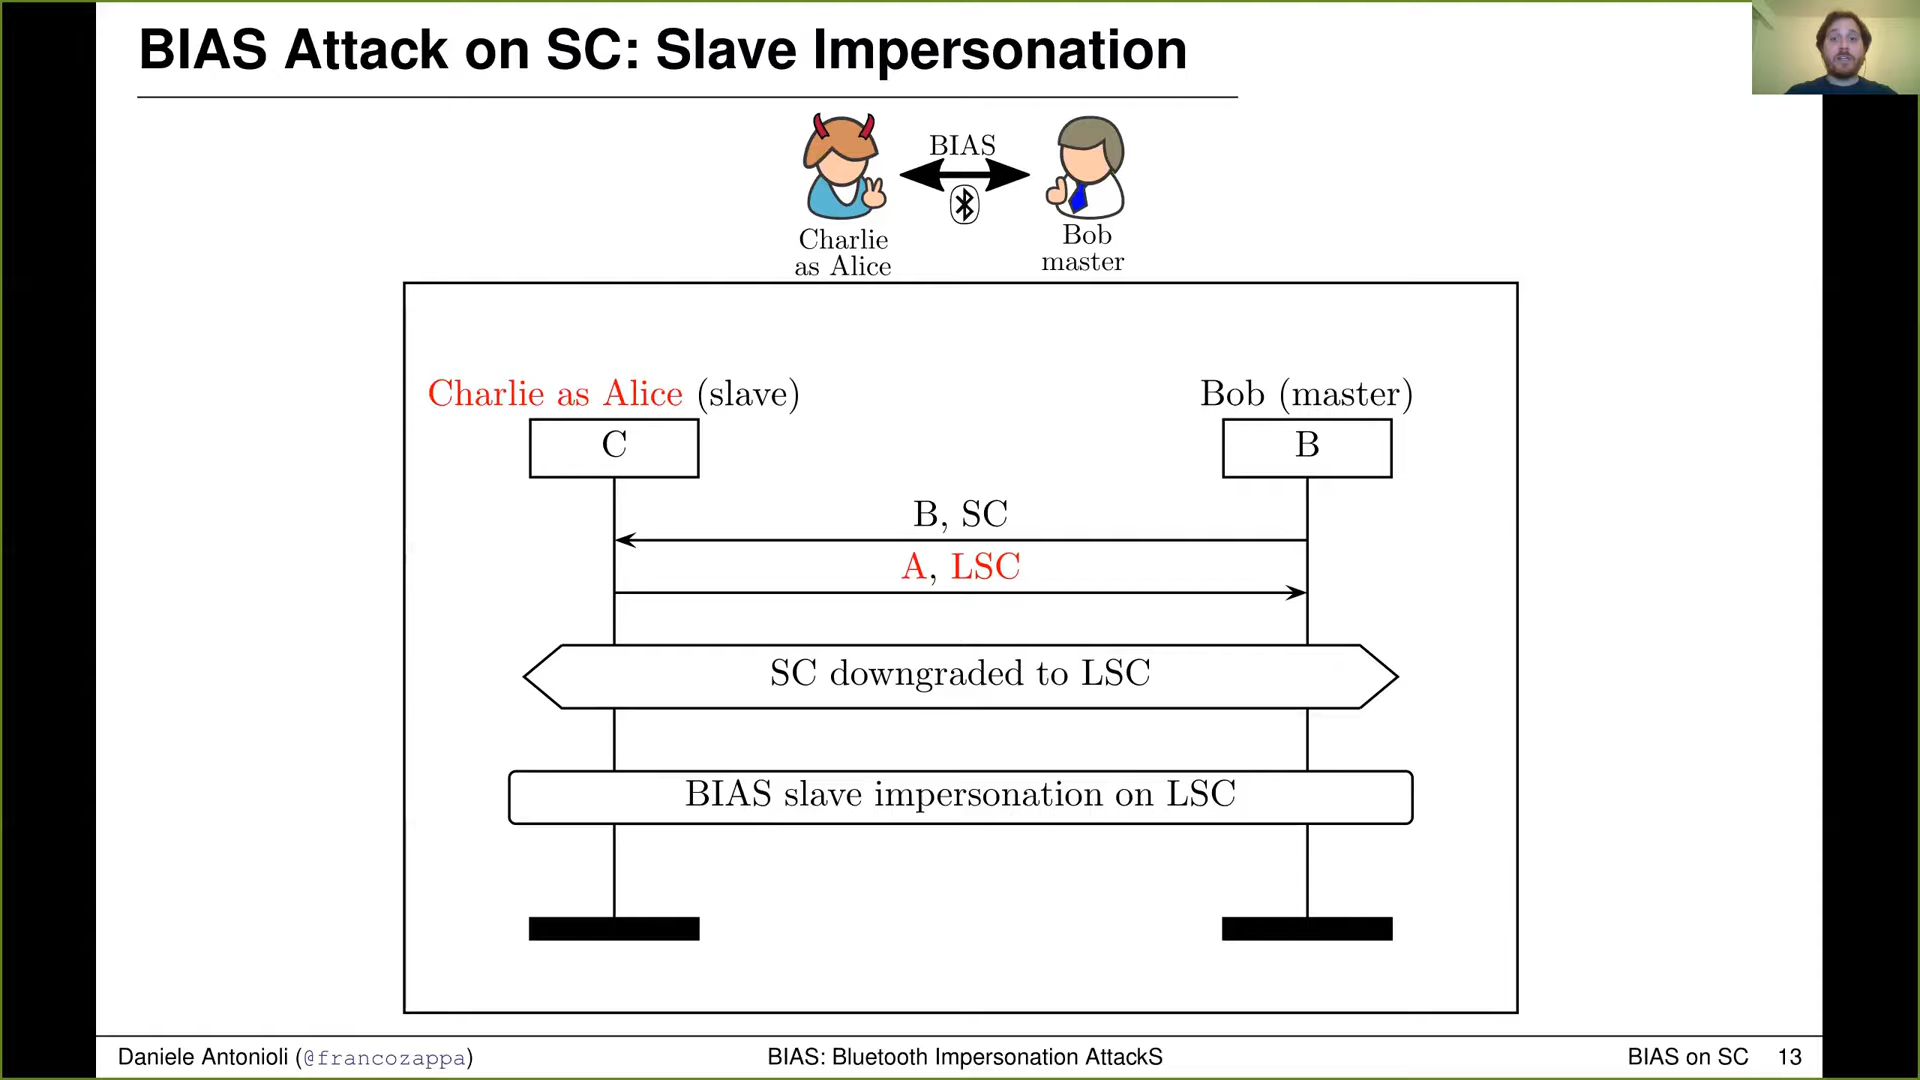 BIAS Attack on SC: Slave Impersonation
BIAS
Charlie
as Alice
Bob
master
Charlie as Alice (slave)
Bob (master)
C
B
B, SC
A, LSC
SC downgraded to LSC
BIAS slave impersonation on LSC
Daniele Antonioli (@francozappa)
BIAS: Bluetooth Impersonation AttackS
BIAS on SC 13